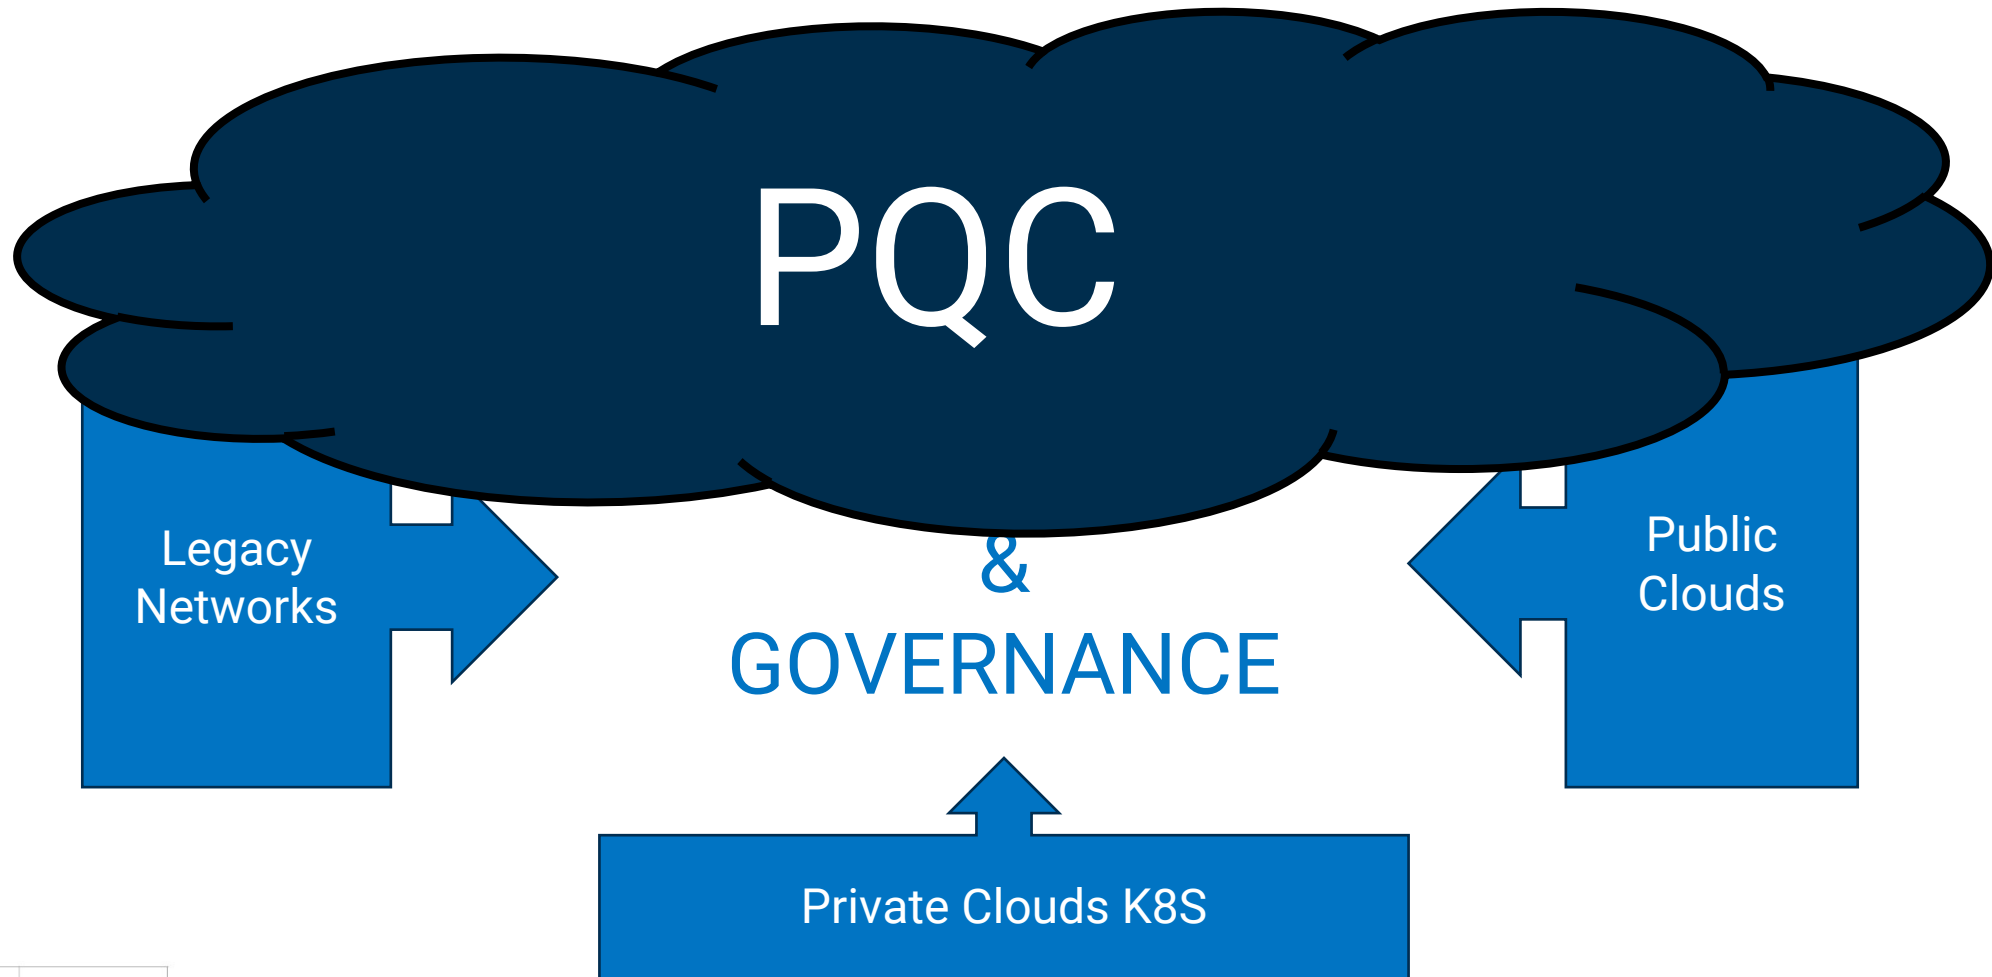 PQC
&
GOVERNANCE
Legacy
Networks
Public
Clouds
Private Clouds K8S